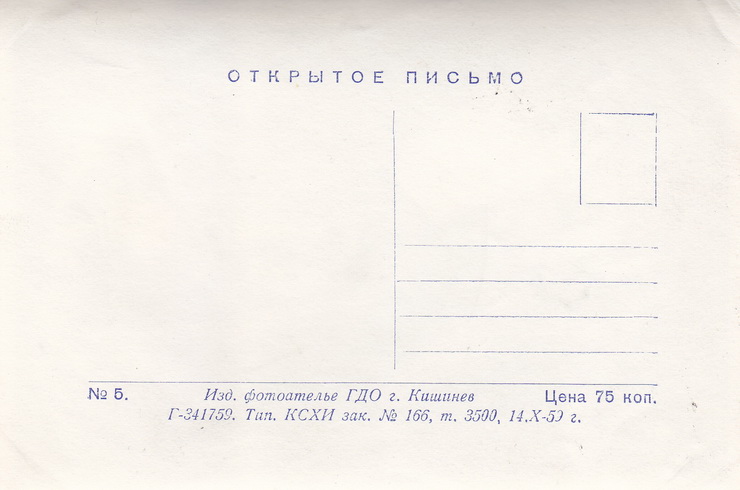 ОТКРЫТОЕ ПИСЬМО
№ 5. Изд. фотоателье ГДО г. Кишинев Цена 75 коп.
Г-341759. Тип. КСХИ зак. № 166, т. 3500, 14.X-59 г.